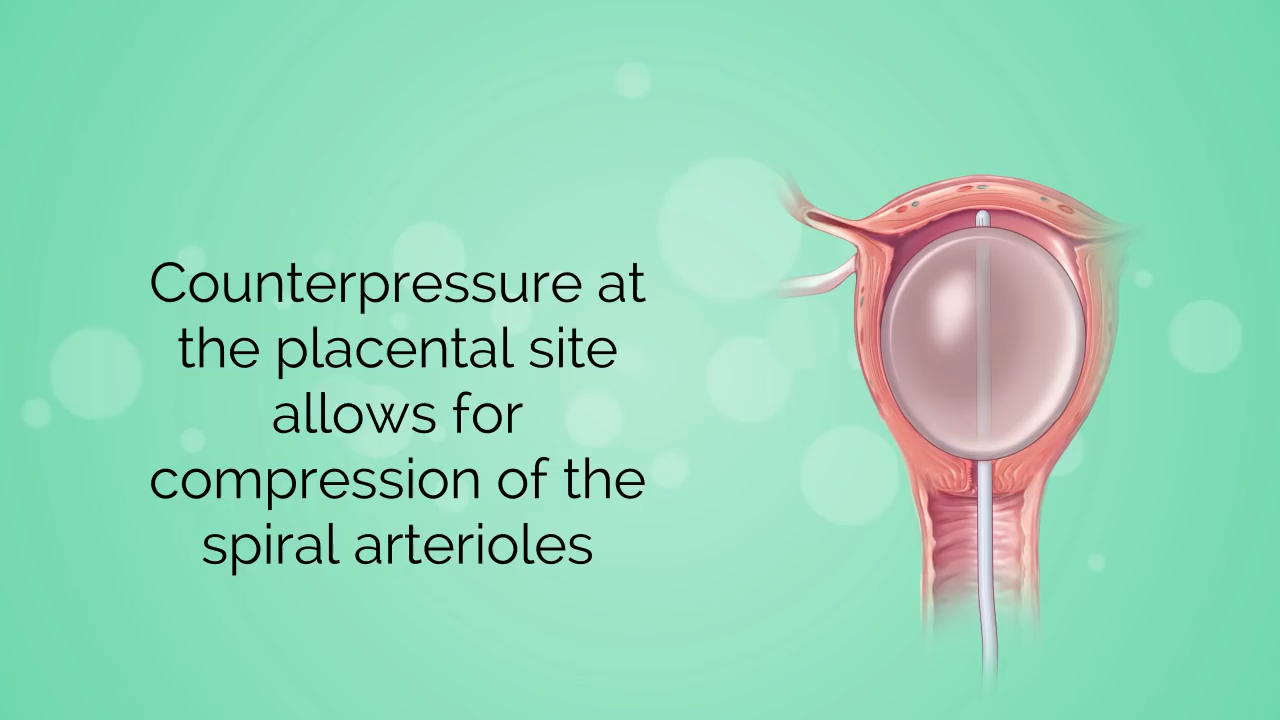 Counterpressure at
the placental site
allows for
compression of the
spiral arterioles